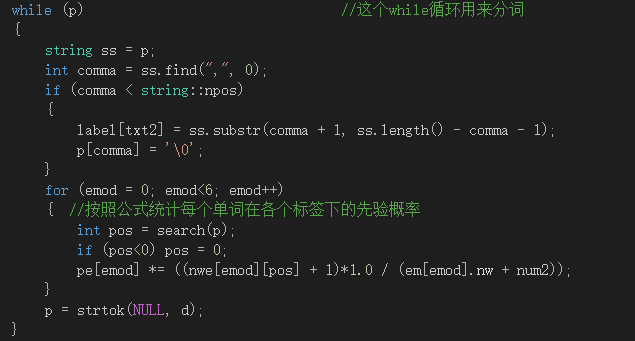 while (p) //这个while循环用来分词
{
string ss = p;
int comma = ss.find(",", 0);
if (comma < string::npos)
{
label[txt2] = ss.substr(comma + 1, ss.length() - comma - 1);
p[comma] = '\0';
}
for (emod = 0; emod<6; emod++)
{ //按照公式统计每个单词在各个标签下的先验概率
int pos = search(p);
if (pos<0) pos = 0;
pe[emod] *= ((nwe[emod][pos] + 1)*1.0 / (em[emod].nw + num2));
}
p = strtok(NULL, d);
}